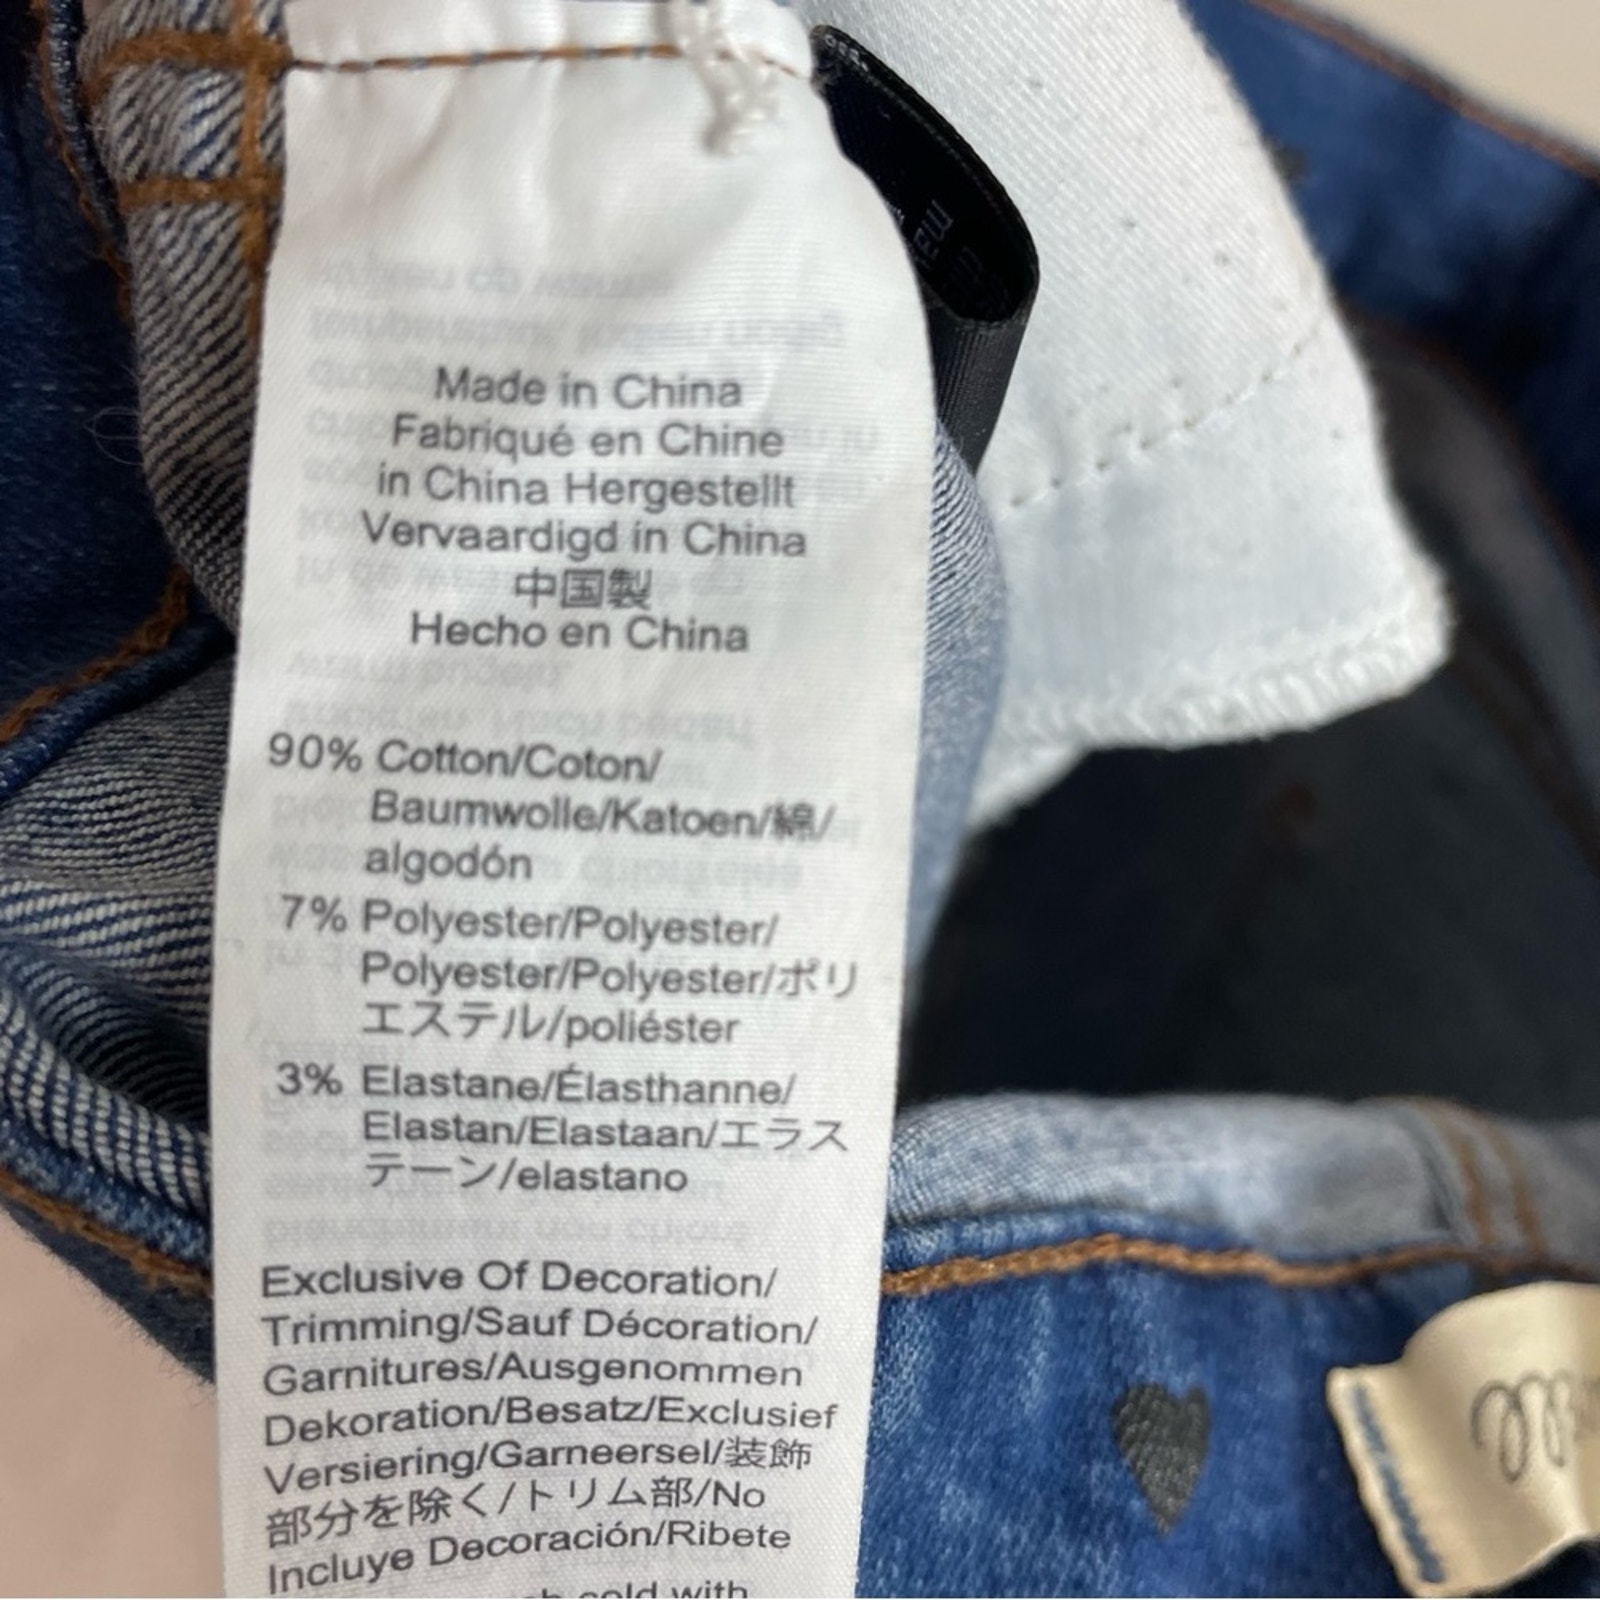 Made in China
Fabriqué en Chine
in China Hergestellt
Vervaardigd in China
中国製
Hecho en China
90% Cotton/Coton/
Baumwolle/Katoen/綿/
algodón
7% Polyester/Polyester/
Polyester/Polyester/ポリ
エステル/poliéster
3% Elastane/Élasthanne/
Elastan/Elastaan/エラス
テーン/elastano
Exclusive Of Decoration/
Trimming/Sauf Décoration/
Garnitures/Ausgenommen
Dekoration/Besatz/Exclusief
Versiering/Garneersel/装飾
部分を除く/トリム部/No
Incluye Decoración/Ribete
cold with